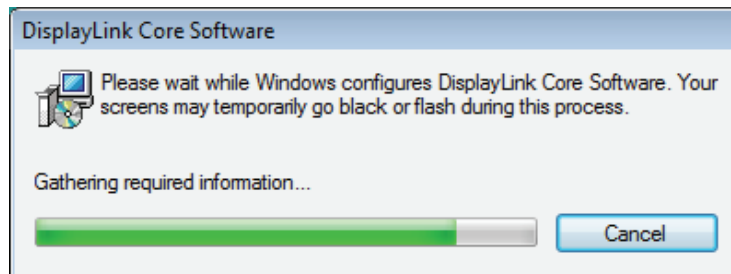 DisplayLink Core Software
Please wait while Windows configures DisplayLink Core Software. Your
screens may temporarily go black or flash during this process.
Gathering required information...
Cancel